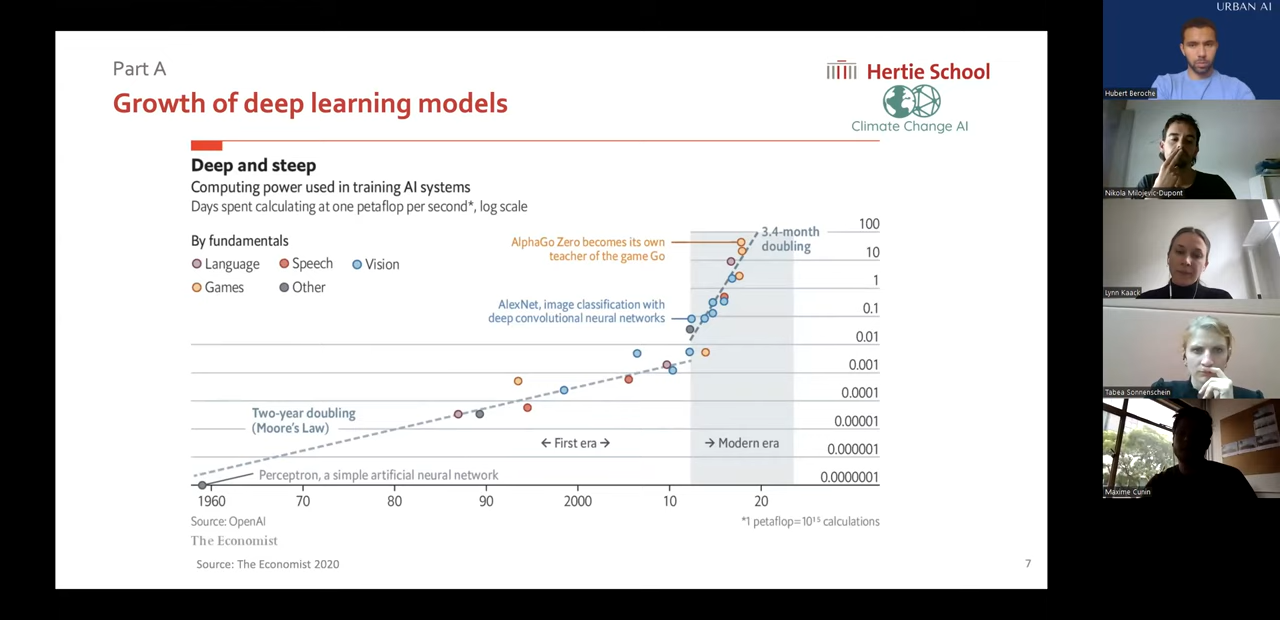 URBAN AI
Part A
Growth of deep learning models
Hertie School
Climate Change AI
Deep and steep
Computing power used in training AI systems
Days spent calculating at one petaflop per second*, log scale
By fundamentals
Language
Speech
Vision
Games
Other
AlphaGo Zero becomes its own
teacher of the game Go
3.4-month
doubling
AlexNet, image classification with
deep convolutional neural networks
100
10
1
0.1
0.01
0.001
0.0001
0.00001
0.000001
0.0000001
Two-year doubling
(Moore's Law)
← First era →
→ Modern era
Perceptron, a simple artificial neural network
1960
70
80
90
2000
10
20
Source: OpenAI
*1 petaflop=10¹⁵ calculations
The Economist
Source: The Economist 2020
7
Hubert Beroche
Nikola Milojevic-Dupont
Lynn Kaack
Tabea Sonnenschein
Maxime Cunin